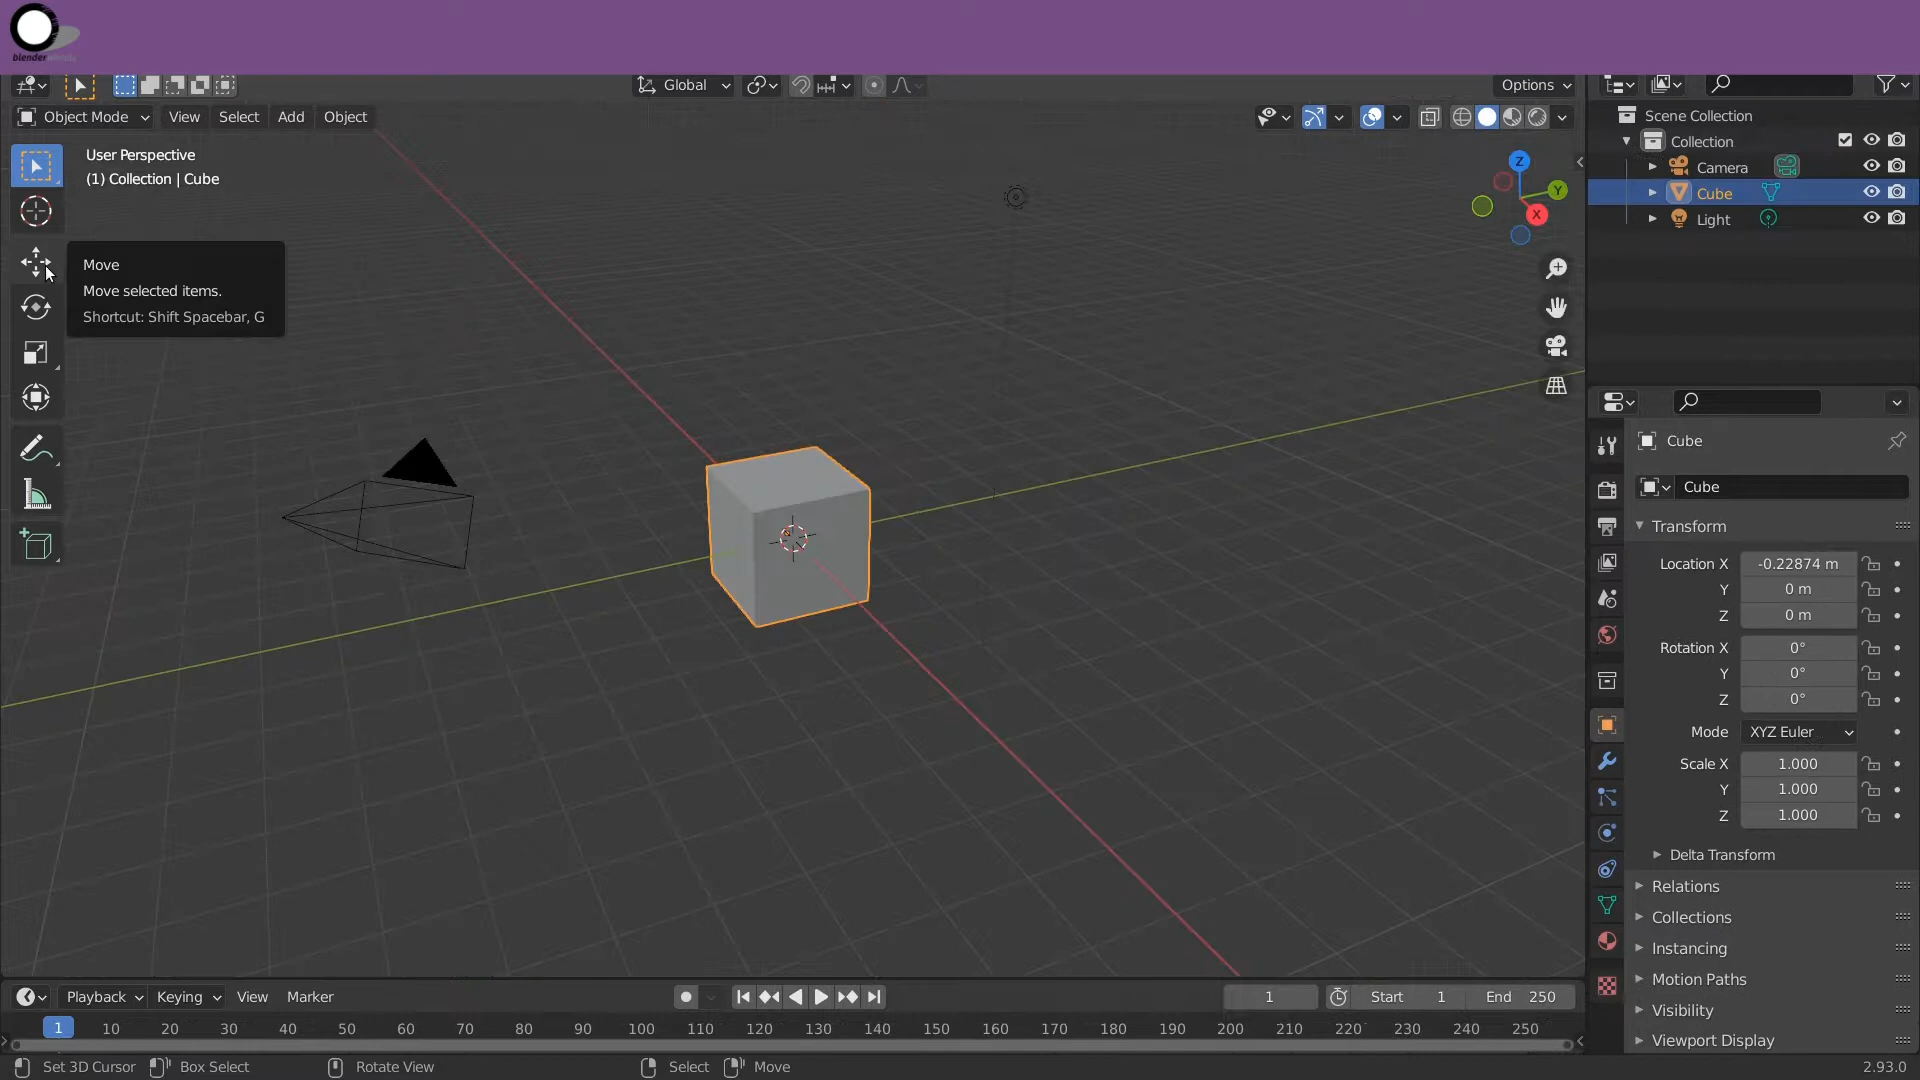 blender
Global
Options
Object Mode View Select Add Object
User Perspective
(1) Collection | Cube
Move
Move selected items.
Shortcut: Shift Spacebar, G
Z
Y
X
Scene Collection
Collection
Camera
Cube
Light
Cube
Cube
Transform
Location X -0.22874 m
Y 0 m
Z 0 m
Rotation X 0°
Y 0°
Z 0°
Mode XYZ Euler
Scale X 1.000
Y 1.000
Z 1.000
Delta Transform
Relations
Collections
Instancing
Motion Paths
Visibility
Viewport Display
Playback Keying View Marker 1 Start 1 End 250
1 10 20 30 40 50 60 70 80 90 100 110 120 130 140 150 160 170 180 190 200 210 220 230 240 250
Set 3D Cursor Box Select Rotate View Select Move 2.93.0